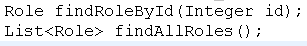 Role findRoleById(Integer id);
List<Role> findAllRoles();